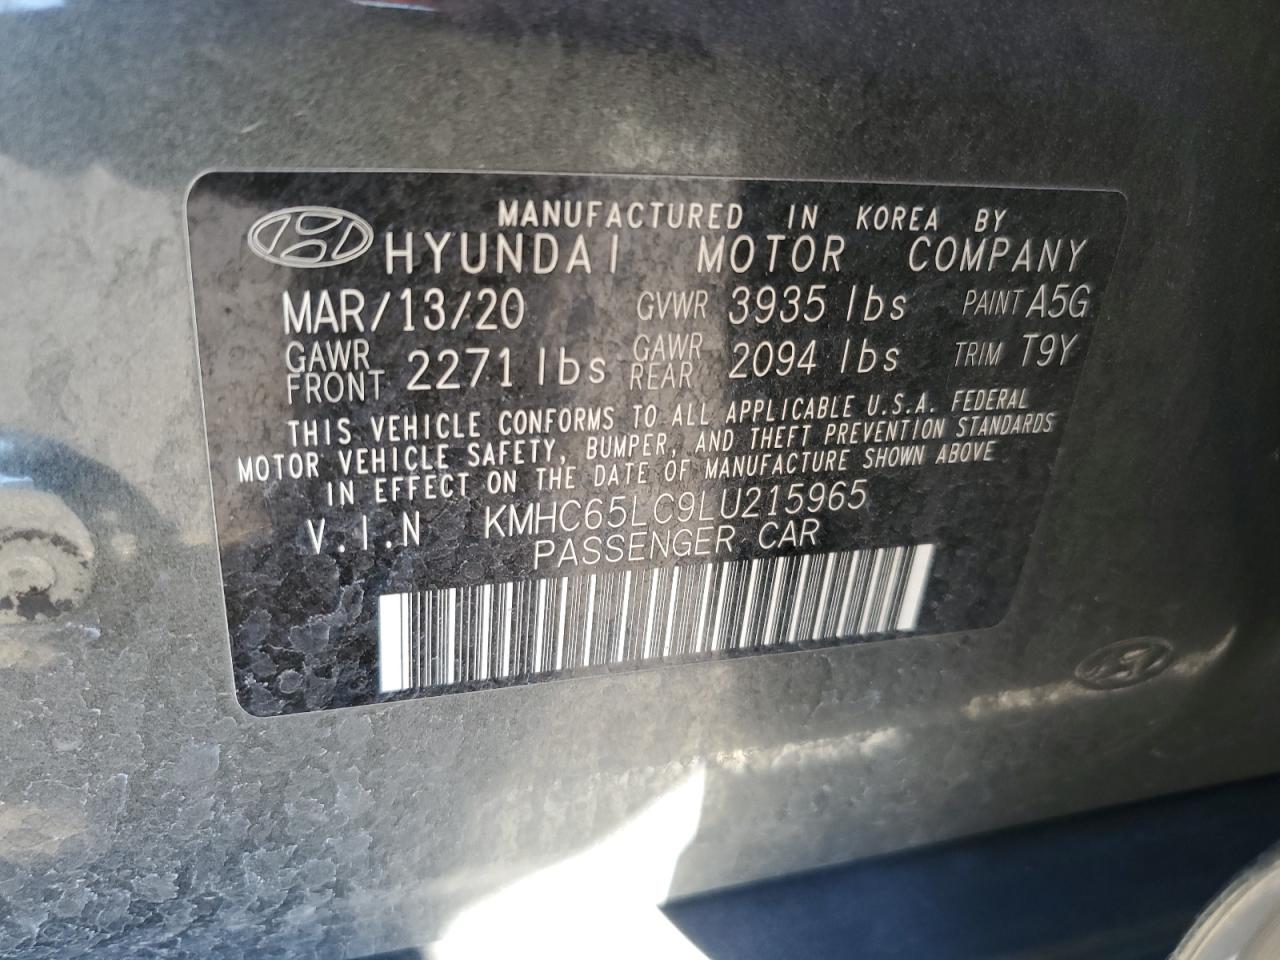 MANUFACTURED IN KOREA BY
HYUNDAI MOTOR COMPANY
MAR/13/20 GVWR 3935 lbs PAINT A5G
GAWR FRONT 2271 lbs GAWR REAR 2094 lbs TRIM T9Y
THIS VEHICLE CONFORMS TO ALL APPLICABLE U.S.A. FEDERAL
MOTOR VEHICLE SAFETY, BUMPER, AND THEFT PREVENTION STANDARDS
IN EFFECT ON THE DATE OF MANUFACTURE SHOWN ABOVE
V.I.N KMHC65LC9LU215965
PASSENGER CAR